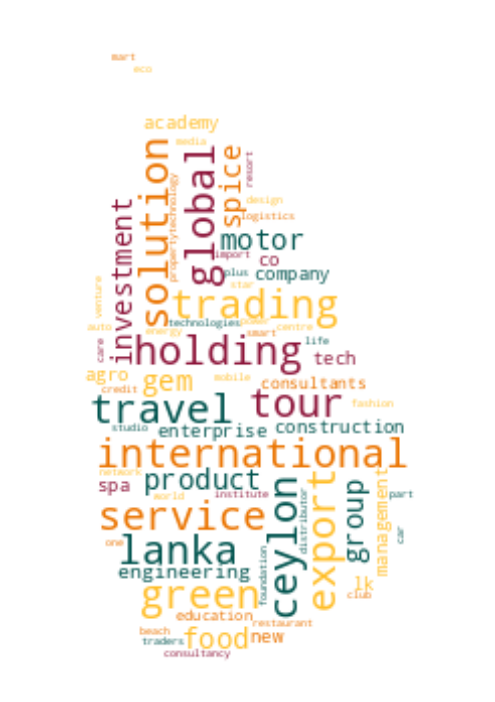 mart
eco
academy
media
solution
global
spice
resort
property
technology
investment
design
logistics
motor
import
co
plus
company
star
venture
trading
auto
technologies
power
centre
energy
smart
care
holding
life
tech
agro
gem
mobile
consultants
credit
travel
tour
fashion
studio
enterprise
construction
international
network
spa
product
world
institute
ceylon
export
group
management
part
service
distributor
car
one
lanka
engineering
foundation
green
lk
club
education
restaurant
beach
traders
food
new
consultancy